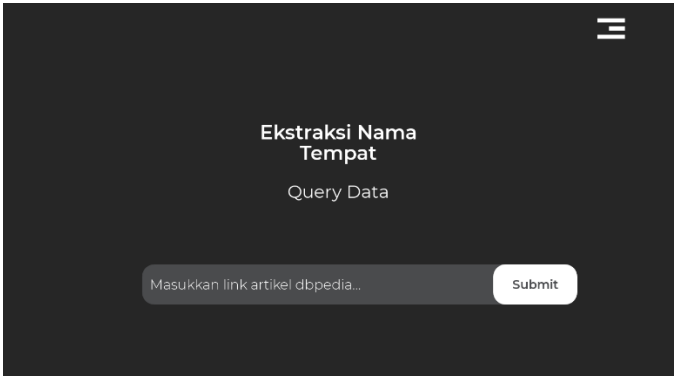 Ekstraksi Nama
Tempat
Query Data
Masukkan link artikel dbpedia...
Submit